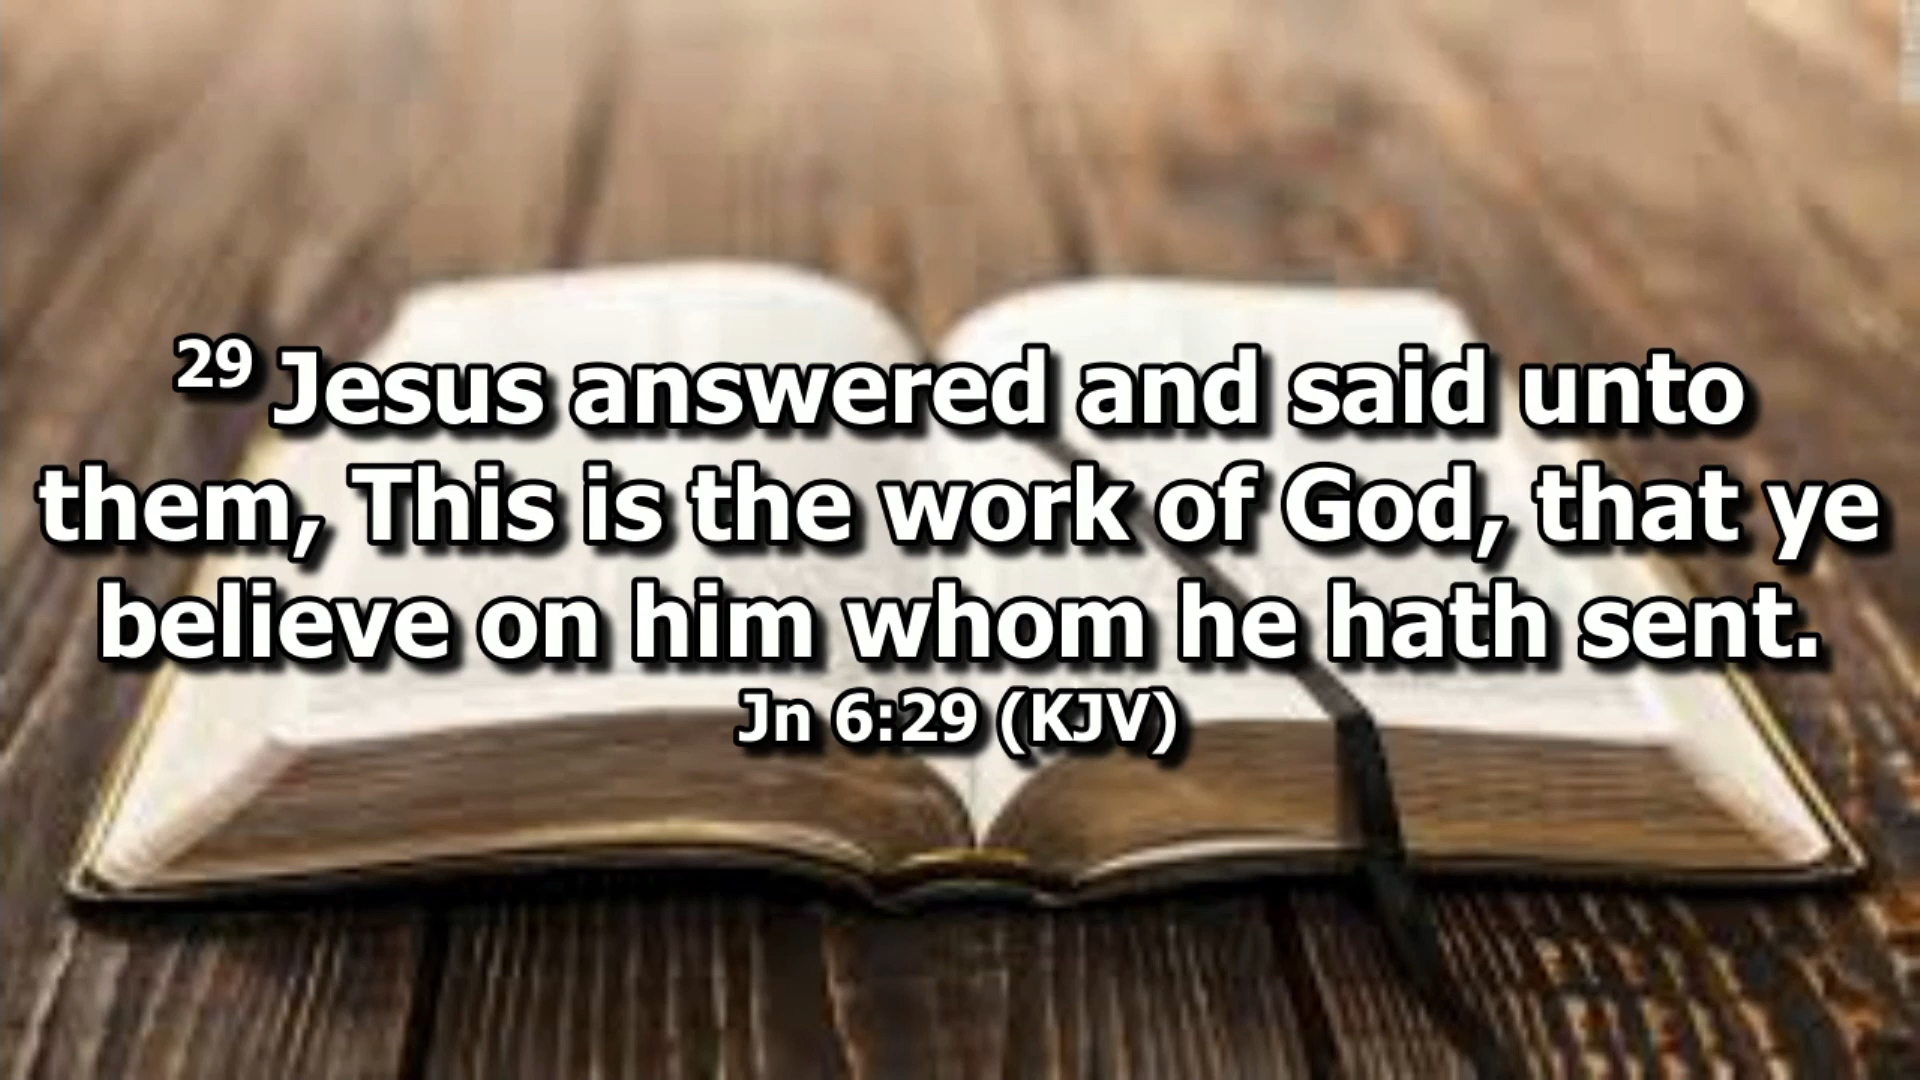 29 Jesus answered and said unto
them, This is the work of God, that ye
believe on him whom he hath sent.
Jn 6:29 (KJV)